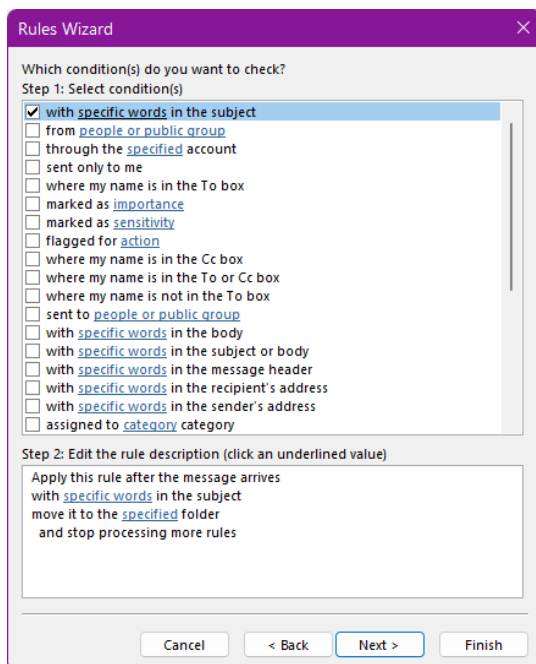 Rules Wizard
Which condition(s) do you want to check?
Step 1: Select condition(s)
with specific words in the subject
from people or public group
through the specified account
sent only to me
where my name is in the To box
marked as importance
marked as sensitivity
flagged for action
where my name is in the Cc box
where my name is in the To or Cc box
where my name is not in the To box
sent to people or public group
with specific words in the body
with specific words in the subject or body
with specific words in the message header
with specific words in the recipient's address
with specific words in the sender's address
assigned to category category
Step 2: Edit the rule description (click an underlined value)
Apply this rule after the message arrives
with specific words in the subject
move it to the specified folder
and stop processing more rules
Cancel < Back Next > Finish